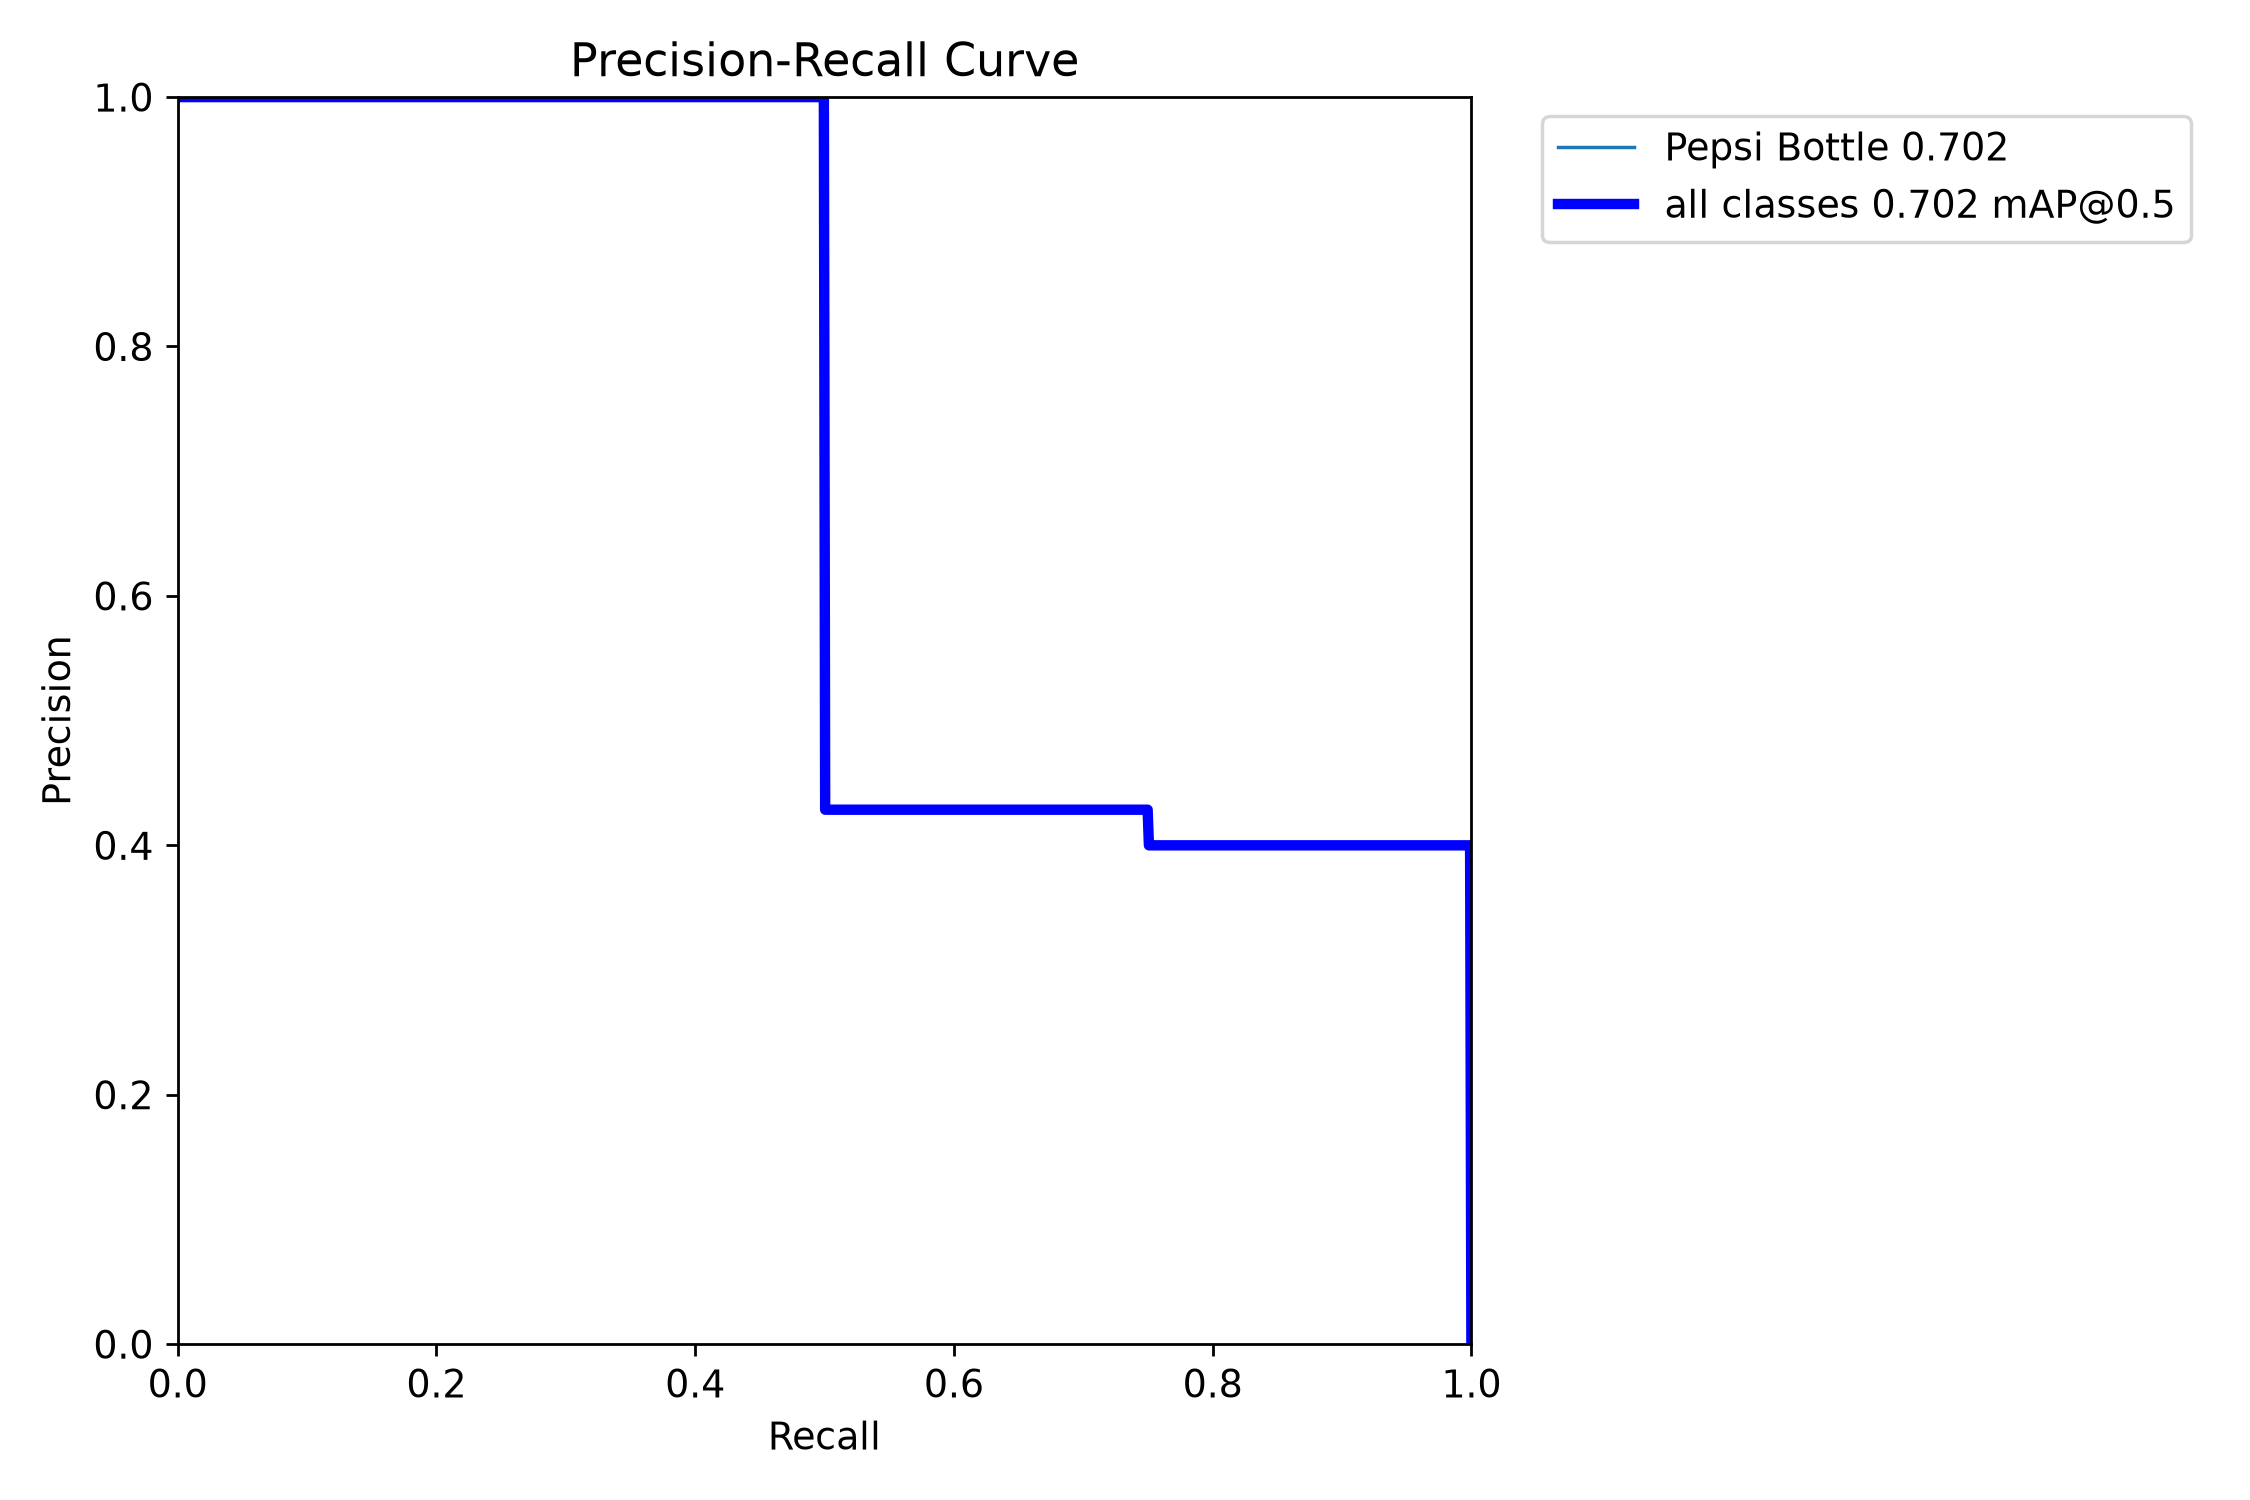 Precision-Recall Curve
Pepsi Bottle 0.702
all classes 0.702 mAP@0.5
Precision
1.0
0.8
0.6
0.4
0.2
0.0
0.0 0.2 0.4 0.6 0.8 1.0
Recall